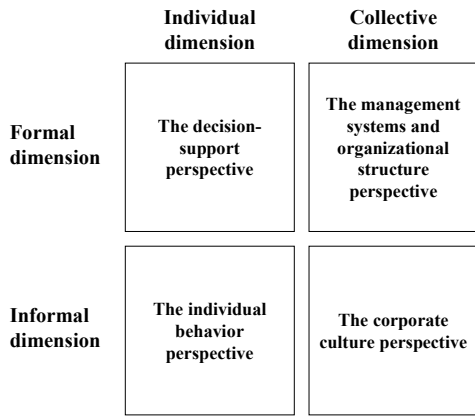 Individual
dimension
Collective
dimension
Formal
dimension
The decision-
support
perspective
The management
systems and
organizational
structure
perspective
Informal
dimension
The individual
behavior
perspective
The corporate
culture perspective